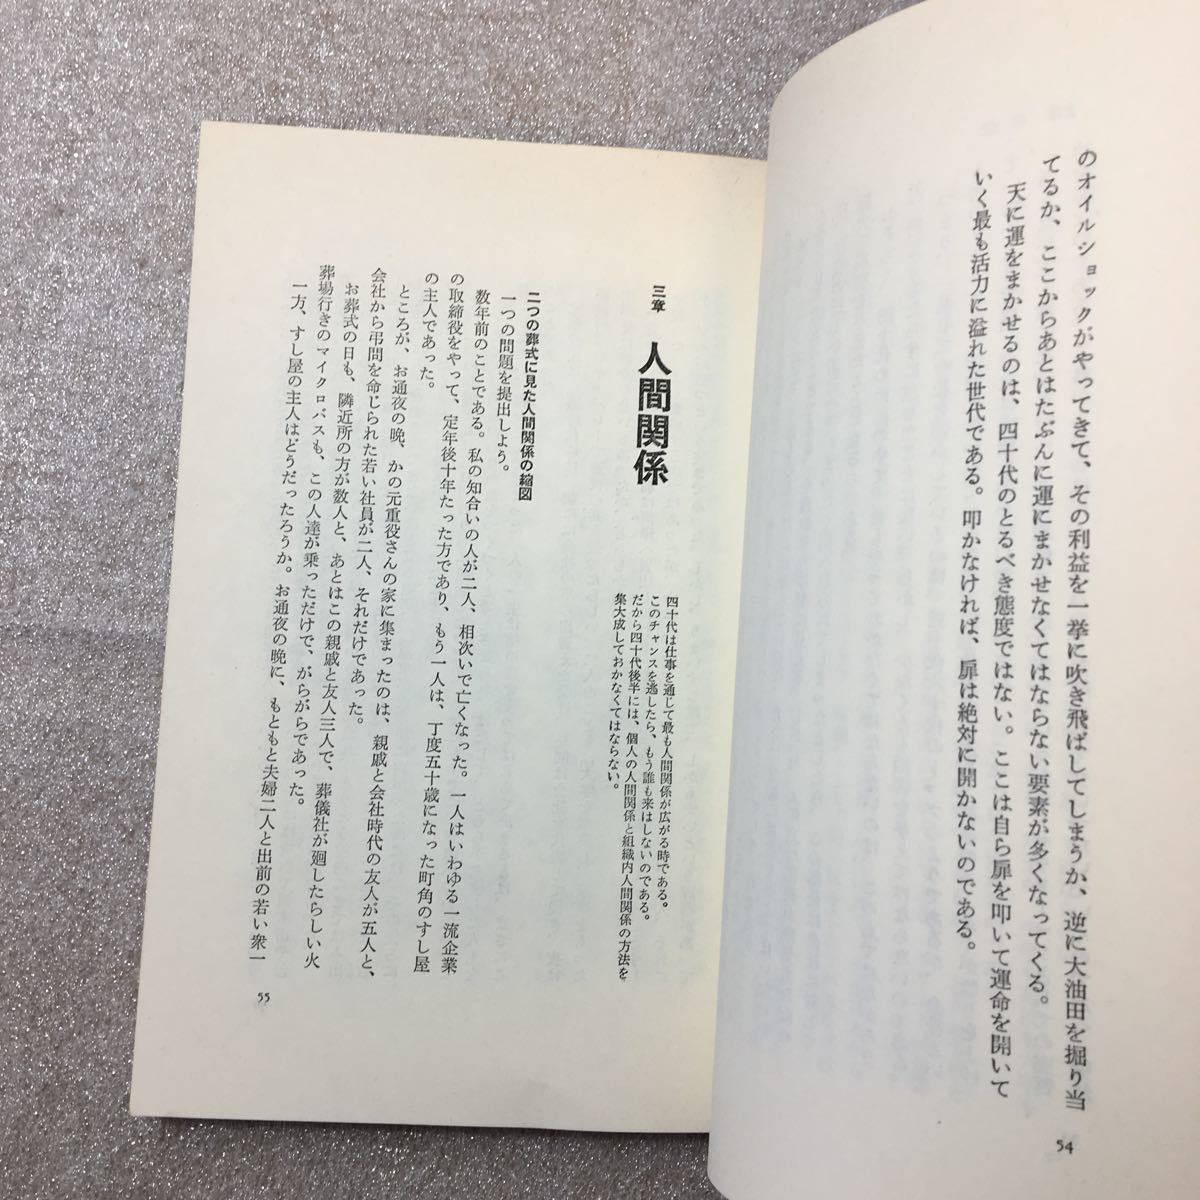 のオイルショックがやってきて、その利益を一挙に吹き飛ばしてしまうか、逆に大油田を掘り当
てるか、ここからあとはたぶんに運にまかせなくてはならない要素が多くなってくる。
天に運をまかせるのは、四十代のとるべき態度ではない。ここは自ら扉を叩いて運命を開いて
いく最も活力に溢れた世代である。叩かなければ、扉は絶対に開かないのである。
54
三章 人間関係
四十代は仕事を通じて最も人間関係が広がる時である。
このチャンスを逃したら、もう誰も来はしないのである。
だから四十代後半には、個人の人間関係と組織内人間関係の方法を
集大成しておかなくてはならない。
二つの葬式に見た人間関係の縮図
一つの問題を提出しよう。
数年前のことである。私の知合いの人が二人、相次いで亡くなった。一人はいわゆる一流企業
の取締役をやって、定年後十年たった方であり、もう一人は、丁度五十歳になった町角のすし屋
の主人であった。
ところが、お通夜の晩、かの元重役さんの家に集まったのは、親戚と会社時代の友人が五人と、
会社から弔問を命じられた若い社員が二人、それだけであった。
お葬式の日も、隣近所の方が数人と、あとはこの親戚と友人三人で、葬儀社が廻したらしい火
葬場行きのマイクロバスも、この人達が乗っただけで、がらがらであった。
一方、すし屋の主人はどうだったろうか。お通夜の晩に、もともと夫婦二人と出前の若い衆一
55